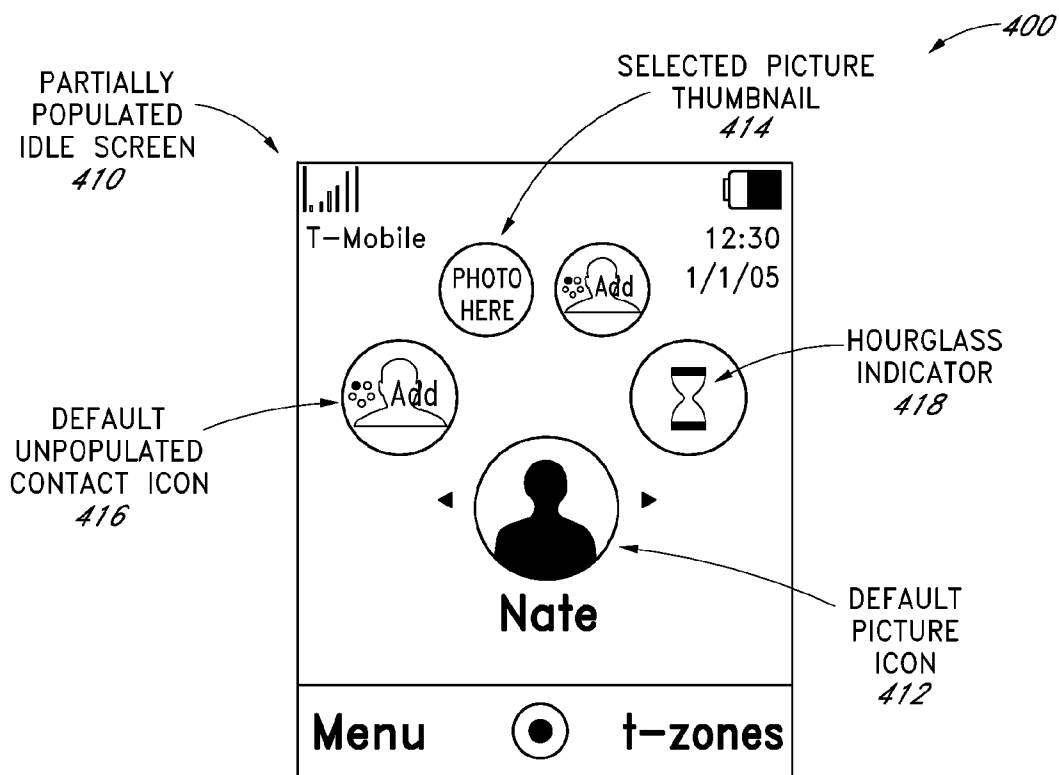 400
PARTIALLY
POPULATED
IDLE SCREEN
410
SELECTED PICTURE
THUMBNAIL
414
T-Mobile
12:30
1/1/05
PHOTO
HERE
Add
Add
HOURGLASS
INDICATOR
418
DEFAULT
UNPOPULATED
CONTACT ICON
416
Nate
DEFAULT
PICTURE
ICON
412
Menu
t-zones